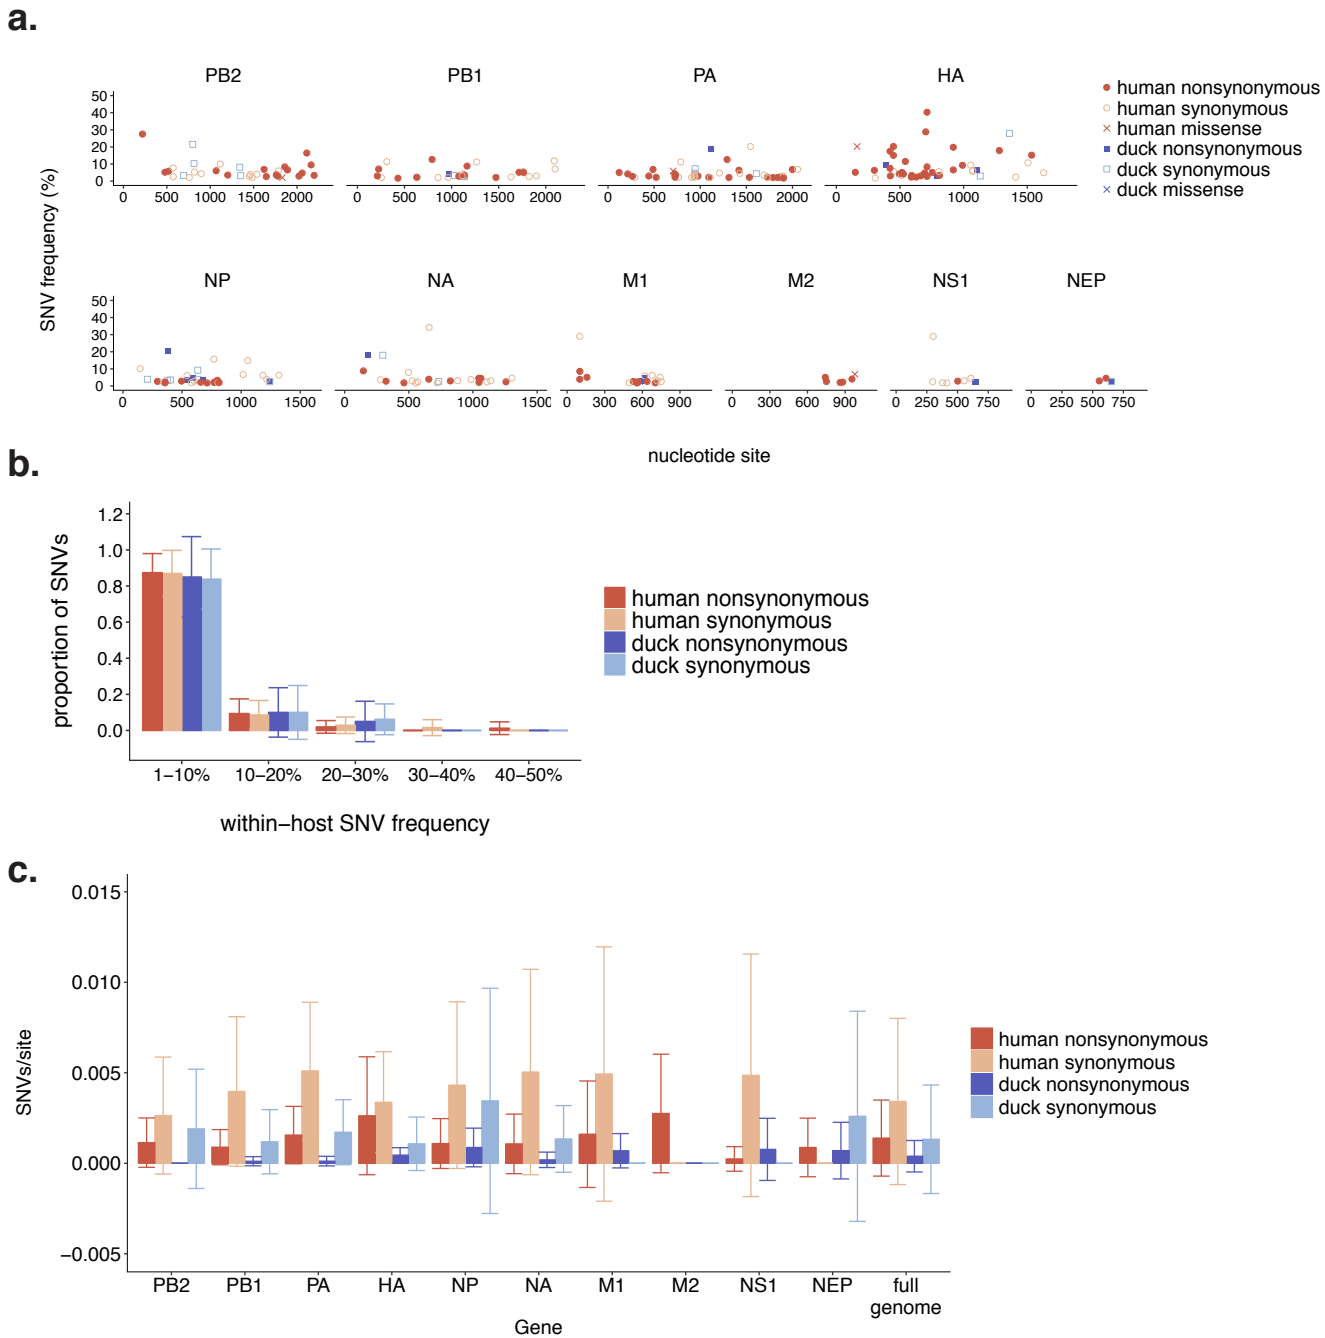 a.
PB2 PB1 PA HA
50
40
30
20
10
0
0 500 1000 1500 2000 0 500 1000 1500 2000 0 500 1000 1500 2000 0 500 1000 1500
human nonsynonymous
human synonymous
human missense
duck nonsynonymous
duck synonymous
duck missense
SNV frequency (%)
NP NA M1 M2 NS1 NEP
50
40
30
20
10
0
0 500 1000 1500 0 500 1000 1500 0 300 600 900 0 300 600 900 0 250 500 750 0 250 500 750
nucleotide site
b.
proportion of SNVs
1.2
1.0
0.8
0.6
0.4
0.2
0.0
1−10% 10−20% 20−30% 30−40% 40−50%
within−host SNV frequency
human nonsynonymous
human synonymous
duck nonsynonymous
duck synonymous
c.
SNVs/site
0.015
0.010
0.005
0.000
−0.005
PB2 PB1 PA HA NP NA M1 M2 NS1 NEP full
genome
Gene
human nonsynonymous
human synonymous
duck nonsynonymous
duck synonymous